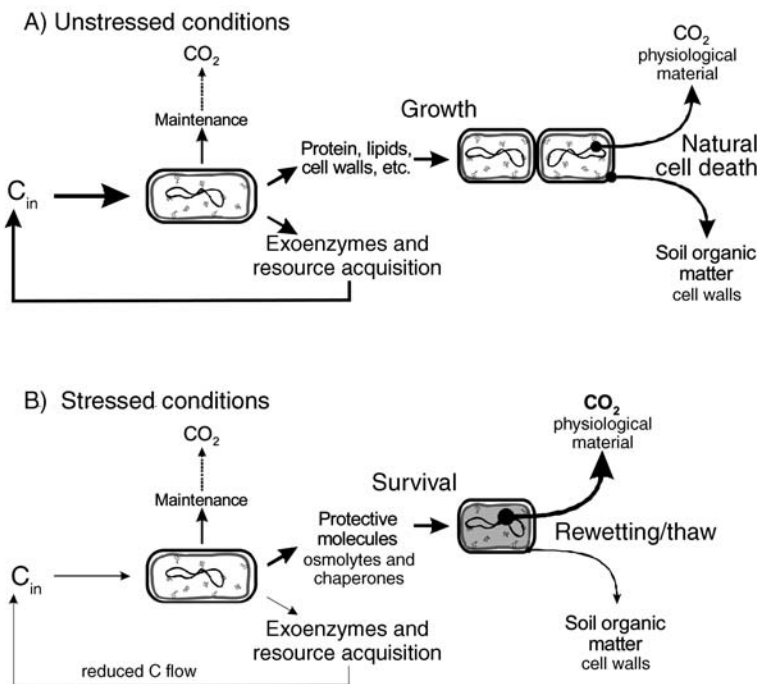 A) Unstressed conditions
CO2
Maintenance
Cin
Growth
Protein, lipids,
cell walls, etc.
Exoenzymes and
resource acquisition
CO2
physiological
material
Natural
cell death
Soil organic
matter
cell walls
B) Stressed conditions
CO2
Maintenance
Cin
Survival
Protective
molecules
osmolytes and
chaperones
Exoenzymes and
resource acquisition
reduced C flow
CO2
physiological
material
Rewetting/thaw
Soil organic
matter
cell walls